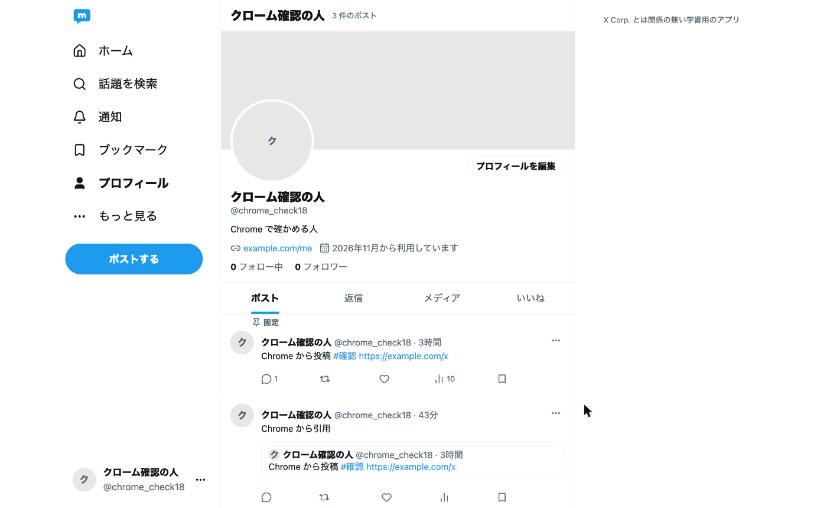 m
クローム確認の人 3 件のポスト
X Corp. とは関係の無い学習用のアプリ
ホーム
話題を検索
通知
ブックマーク
プロフィール
もっと見る
ポストする
ク
プロフィールを編集
クローム確認の人
@chrome_check18
Chrome で確かめる人
example.com/me 2026年11月から利用しています
0 フォロー中 0 フォロワー
ポスト 返信 メディア いいね
固定
ク クローム確認の人 @chrome_check18 · 3時間
Chrome から投稿 #確認 https://example.com/x
1 10
ク クローム確認の人 @chrome_check18 · 43分
Chrome から引用
ク クローム確認の人 @chrome_check18 · 3時間
Chrome から投稿 #確認 https://example.com/x
ク クローム確認の人
@chrome_check18